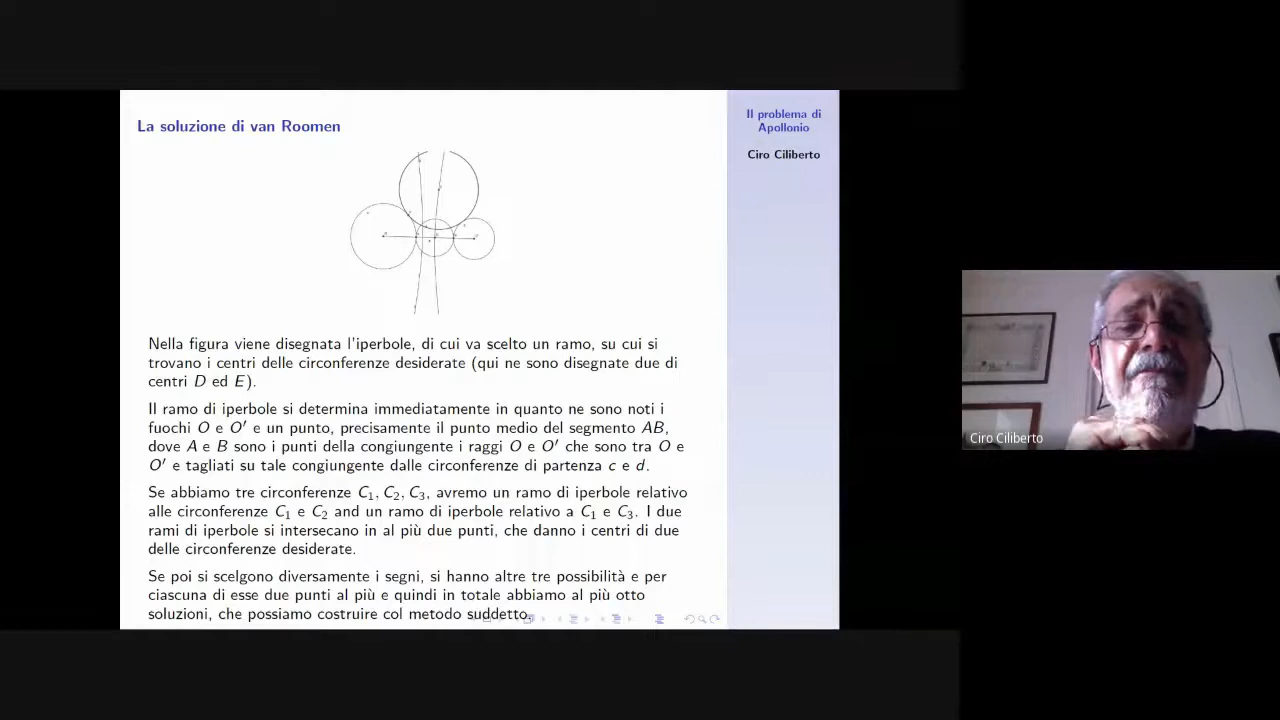 La soluzione di van Roomen
Il problema di
Apollonio
Ciro Ciliberto
Nella figura viene disegnata l'iperbole, di cui va scelto un ramo, su cui si
trovano i centri delle circonferenze desiderate (qui ne sono disegnate due di
centri D ed E).
Il ramo di iperbole si determina immediatamente in quanto ne sono noti i
fuochi O e O′ e un punto, precisamente il punto medio del segmento AB,
dove A e B sono i punti della congiungente i raggi O e O′ che sono tra O e
O′ e tagliati su tale congiungente dalle circonferenze di partenza c e d.
Se abbiamo tre circonferenze C₁, C₂, C₃, avremo un ramo di iperbole relativo
alle circonferenze C₁ e C₂ and un ramo di iperbole relativo a C₁ e C₃. I due
rami di iperbole si intersecano in al più due punti, che danno i centri di due
delle circonferenze desiderate.
Se poi si scelgono diversamente i segni, si hanno altre tre possibilità e per
ciascuna di esse due punti al più e quindi in totale abbiamo al più otto
soluzioni, che possiamo costruire col metodo suddetto.
Ciro Ciliberto